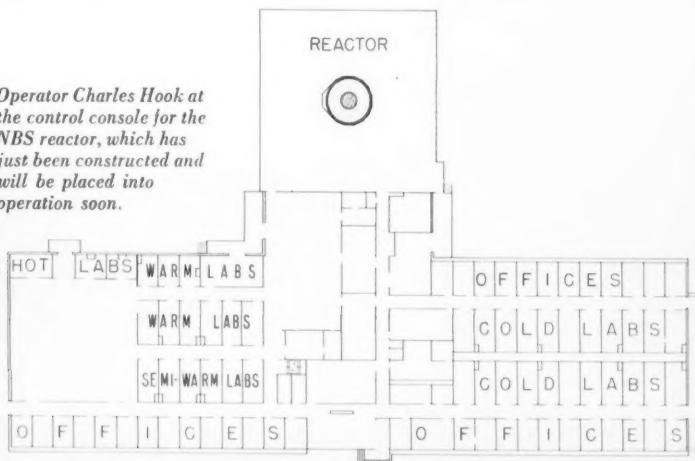 REACTOR
Operator Charles Hook at
the control console for the
NBS reactor, which has
just been constructed and
will be placed into
operation soon.
HOT LABS
WARM LABS
OFFICES
WARM LABS
COLD LABS
SEMI-WARM LABS
COLD LABS
OFFICES
OFFICES